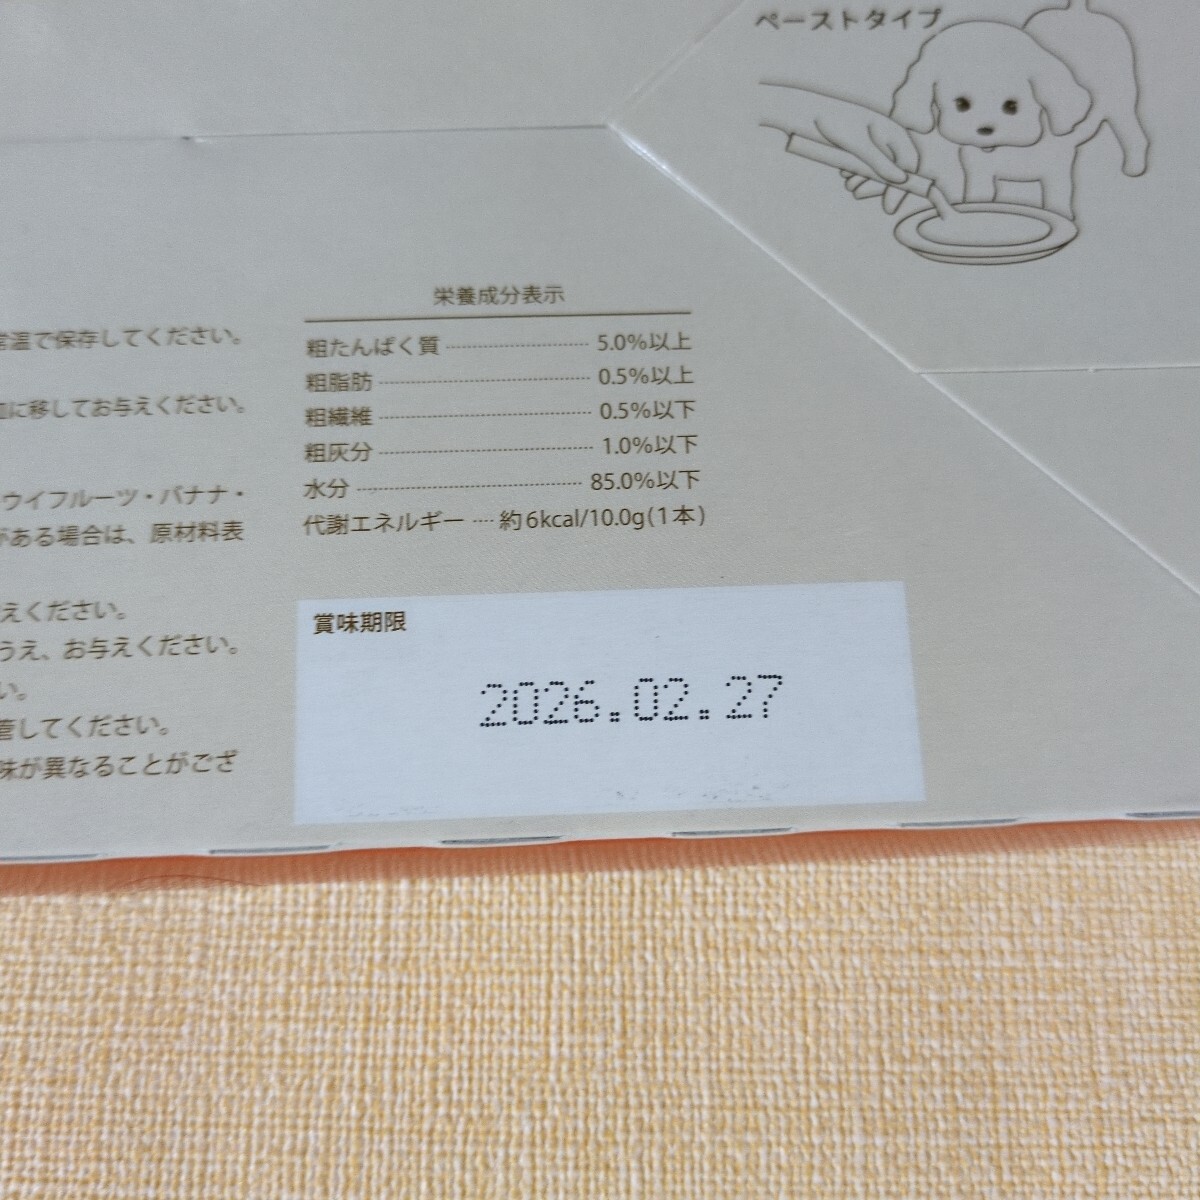 ペーストタイプ
常温で保存してください。
に移してお与えください。
ウイフルーツ・バナナ・
がある場合は、原材料表
えください。
うえ、お与えください。
い。
管してください。
味が異なることがござ
栄養成分表示
粗たんぱく質 5.0%以上
粗脂肪 0.5%以上
粗繊維 0.5%以下
粗灰分 1.0%以下
水分 85.0%以下
代謝エネルギー 約6kcal/10.0g(1本)
賞味期限
2026.02.27